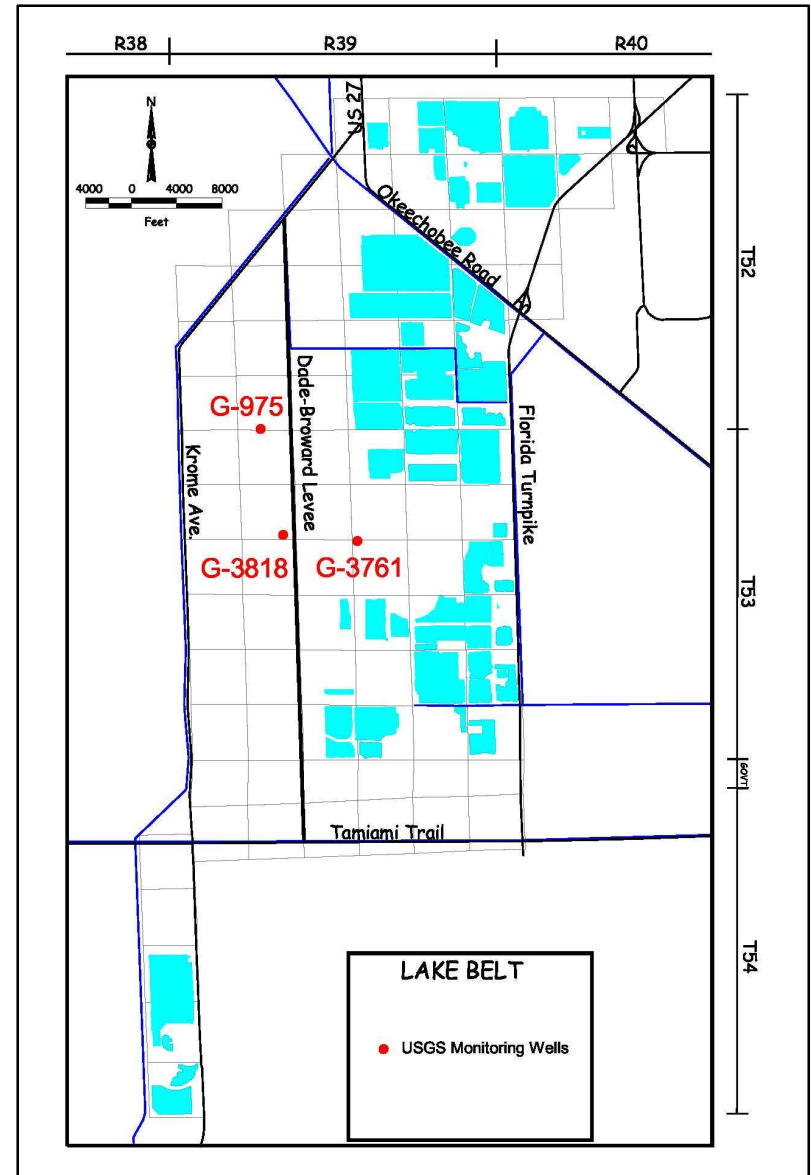 R38
R39
R40
N
4000 0 4000 8000
Feet
US 27
Okeechobee Road
T52
G-975
Dade-Broward Levee
Florida Turnpike
Krome Ave.
G-3818
G-3761
T53
GOVT
Tamiami Trail
T54
LAKE BELT
USGS Monitoring Wells